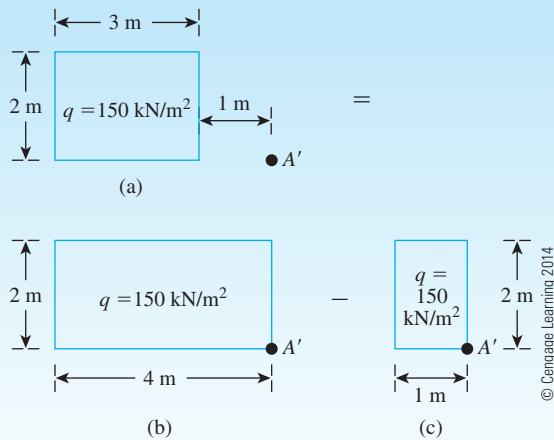 3 m
2 m
q = 150 kN/m²
1 m
=
A′
(a)
2 m
q = 150 kN/m²
A′
4 m
(b)
−
q =
150
kN/m²
2 m
A′
1 m
(c)
© Cengage Learning 2014